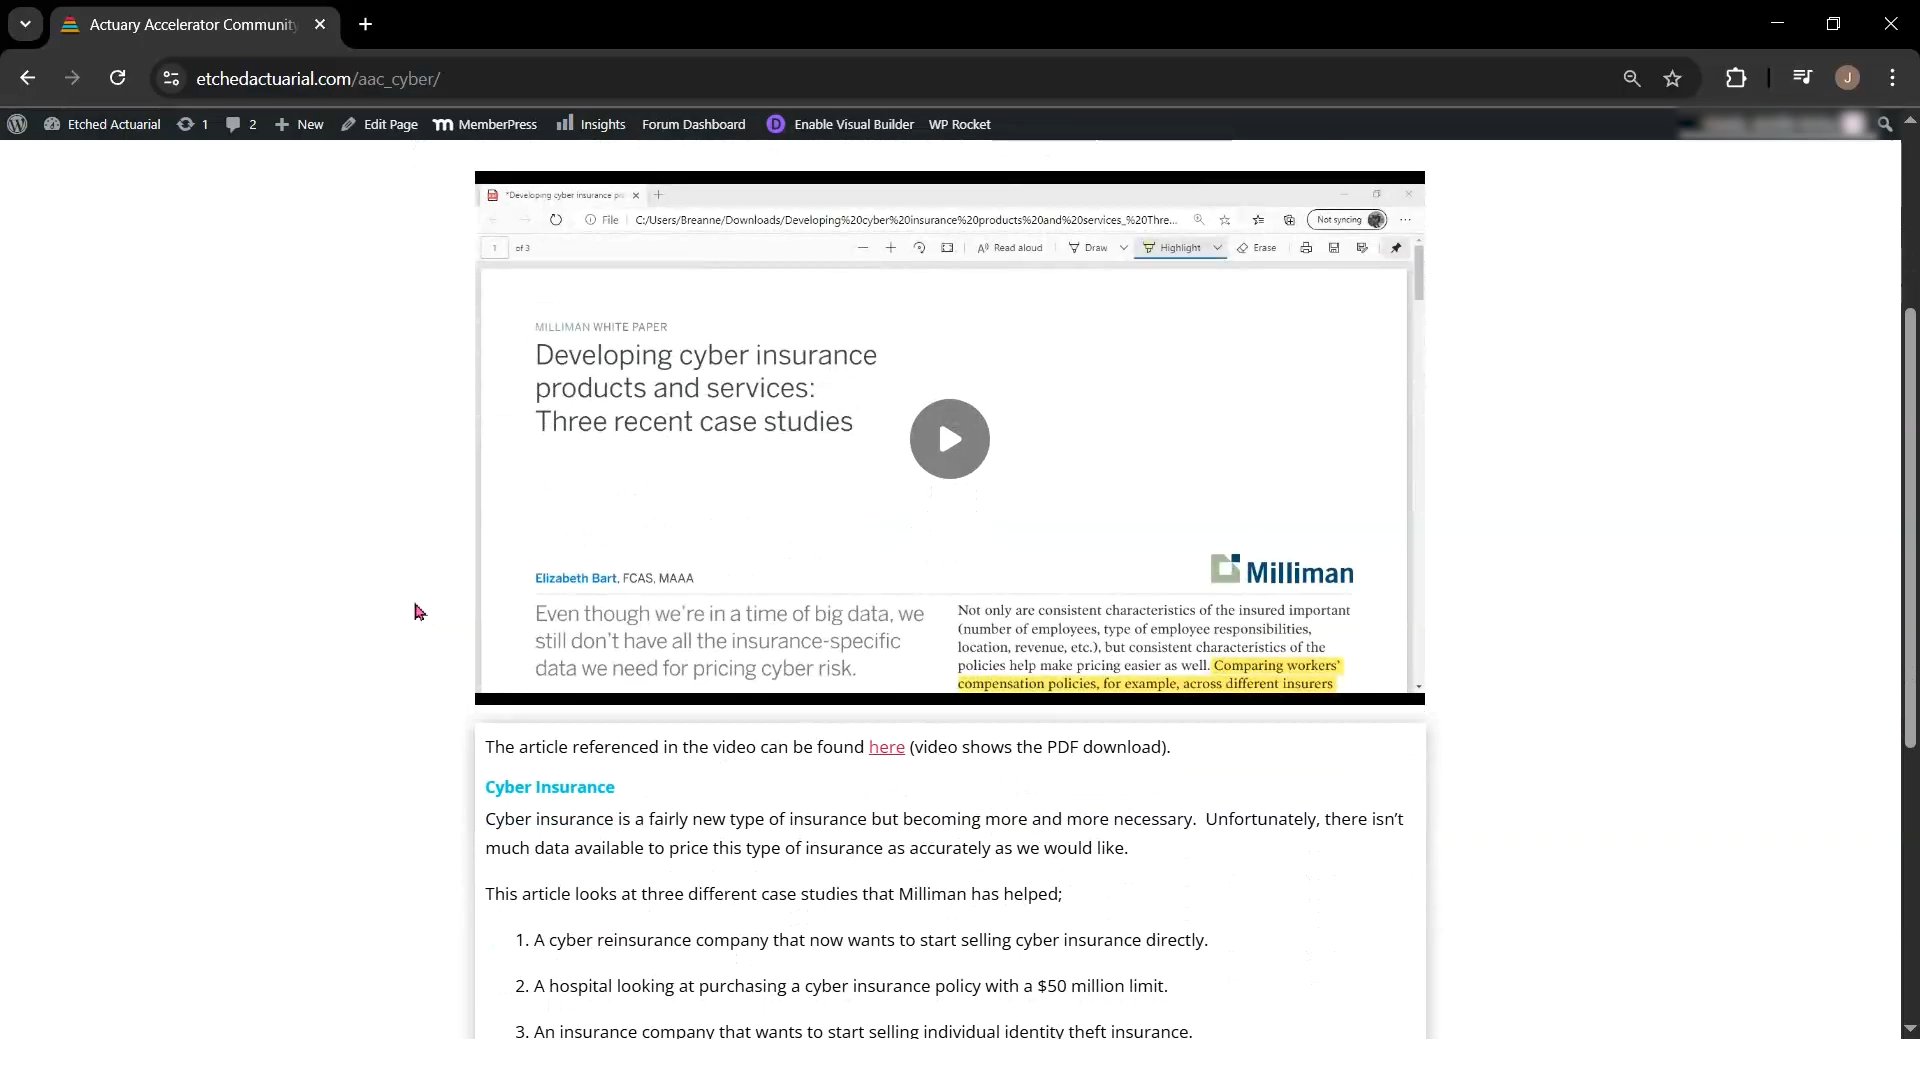 Actuary Accelerator Community
etchedactuarial.com/aac_cyber/
J
Etched Actuarial 1 2 New Edit Page MemberPress Insights Forum Dashboard D Enable Visual Builder WP Rocket
*Developing cyber insurance
File C:/Users/Breanne/Downloads/Developing%20cyber%20insurance%20products%20and%20services_%20Thre... Not syncing
1 of 3 Read aloud Draw Highlight Erase
MILLIMAN WHITE PAPER
Developing cyber insurance
products and services:
Three recent case studies
Milliman
Elizabeth Bart, FCAS, MAAA
Even though we're in a time of big data, we
still don't have all the insurance-specific
data we need for pricing cyber risk.
Not only are consistent characteristics of the insured important
(number of employees, type of employee responsibilities,
location, revenue, etc.), but consistent characteristics of the
policies help make pricing easier as well. Comparing workers'
compensation policies, for example, across different insurers
The article referenced in the video can be found here (video shows the PDF download).
Cyber Insurance
Cyber insurance is a fairly new type of insurance but becoming more and more necessary. Unfortunately, there isn't
much data available to price this type of insurance as accurately as we would like.
This article looks at three different case studies that Milliman has helped;
1. A cyber reinsurance company that now wants to start selling cyber insurance directly.
2. A hospital looking at purchasing a cyber insurance policy with a $50 million limit.
3. An insurance company that wants to start selling individual identity theft insurance.